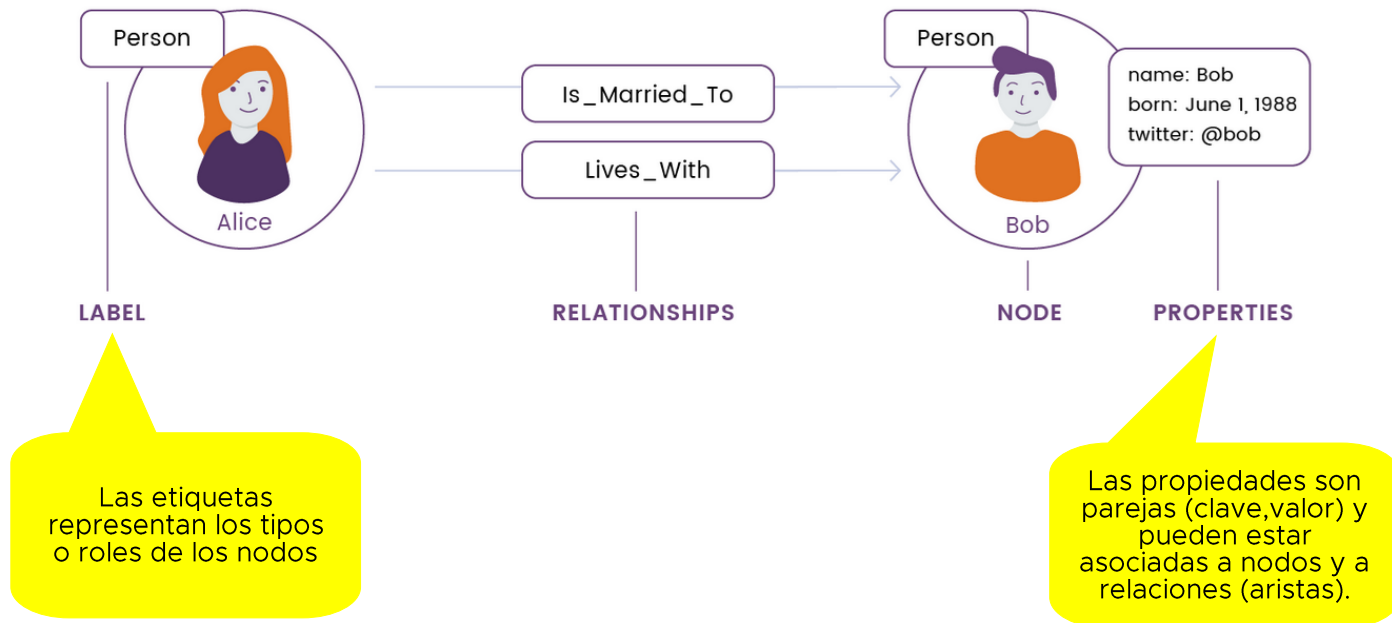 Person
Alice
Is_Married_To
Lives_With
Person
name: Bob
born: June 1, 1988
twitter: @bob
Bob
LABEL
RELATIONSHIPS
NODE
PROPERTIES
Las etiquetas
representan los tipos
o roles de los nodos
Las propiedades son
parejas (clave,valor) y
pueden estar
asociadas a nodos y a
relaciones (aristas).